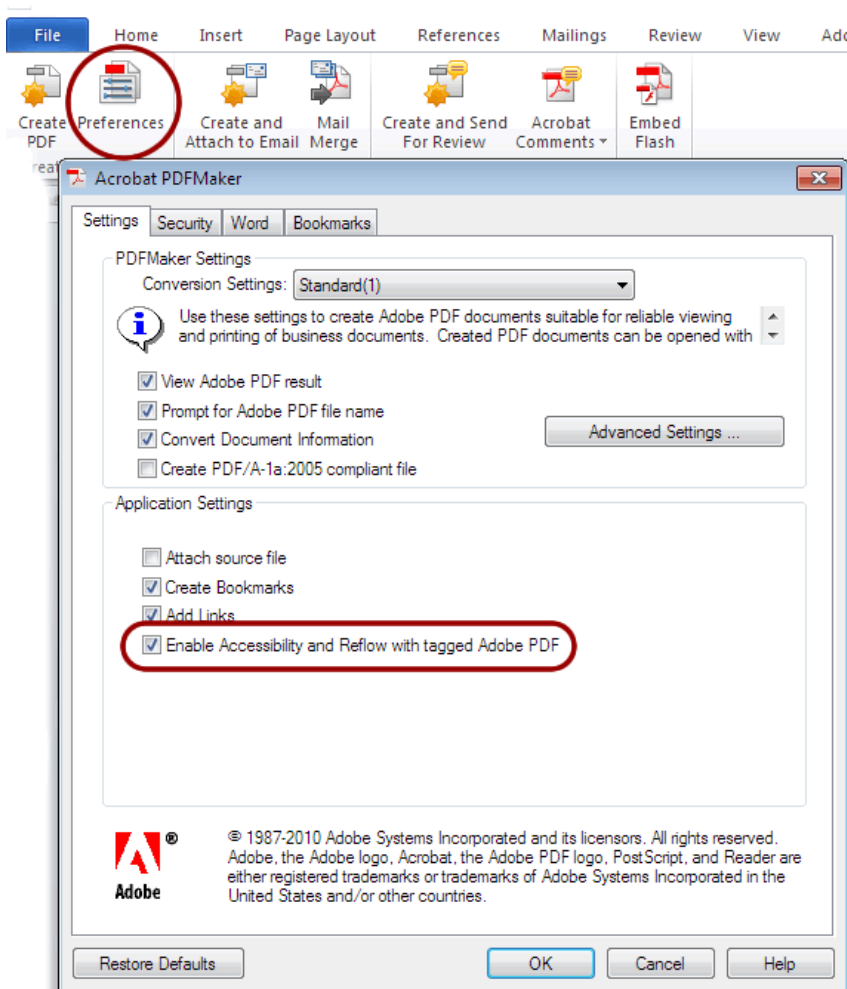 File Home Insert Page Layout References Mailings Review View Ad
Create Preferences Create and Mail Create and Send Acrobat Embed
PDF Attach to Email Merge For Review Comments Flash
reat
Acrobat PDFMaker
Settings Security Word Bookmarks
PDFMaker Settings
Conversion Settings: Standard(1)
Use these settings to create Adobe PDF documents suitable for reliable viewing
and printing of business documents. Created PDF documents can be opened with
View Adobe PDF result
Prompt for Adobe PDF file name
Convert Document Information
Advanced Settings ...
Create PDF/A-1a:2005 compliant file
Application Settings
Attach source file
Create Bookmarks
Add Links
Enable Accessibility and Reflow with tagged Adobe PDF
® © 1987-2010 Adobe Systems Incorporated and its licensors. All rights reserved.
Adobe, the Adobe logo, Acrobat, the Adobe PDF logo, PostScript, and Reader are
either registered trademarks or trademarks of Adobe Systems Incorporated in the
Adobe United States and/or other countries.
Restore Defaults OK Cancel Help